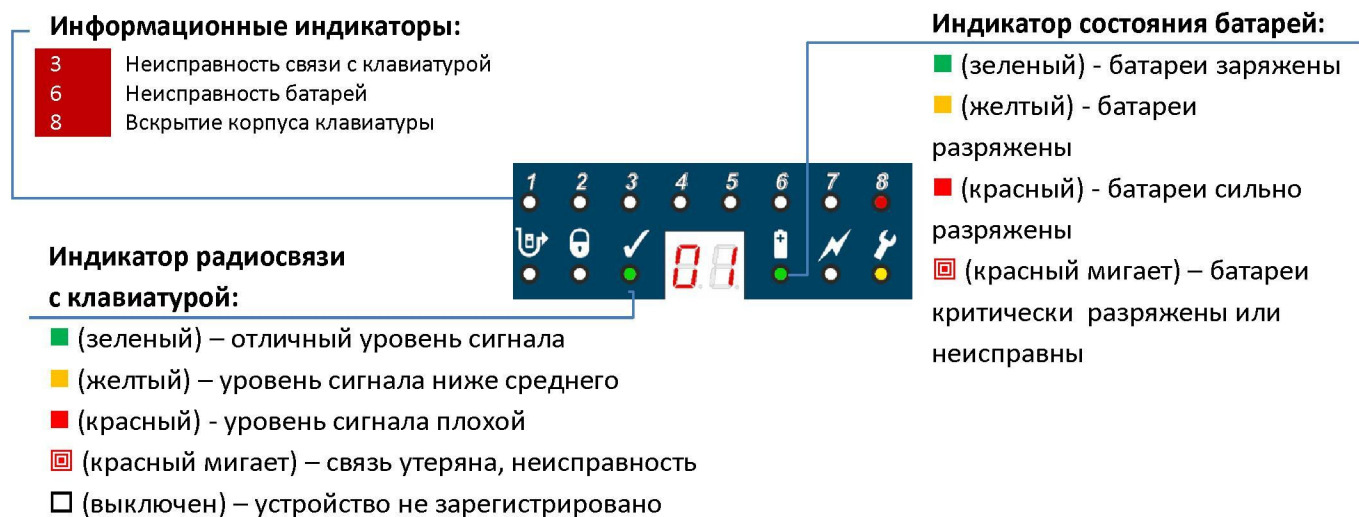 Информационные индикаторы:
3 Неисправность связи с клавиатурой
6 Неисправность батарей
8 Вскрытие корпуса клавиатуры
Индикатор состояния батарей:
(зеленый) - батареи заряжены
(желтый) - батареи
разряжены
(красный) - батареи сильно
разряжены
(красный мигает) – батареи
критически разряжены или
неисправны
1 2 3 4 5 6 7 8
01
Индикатор радиосвязи
с клавиатурой:
(зеленый) – отличный уровень сигнала
(желтый) – уровень сигнала ниже среднего
(красный) - уровень сигнала плохой
(красный мигает) – связь утеряна, неисправность
(выключен) – устройство не зарегистрировано